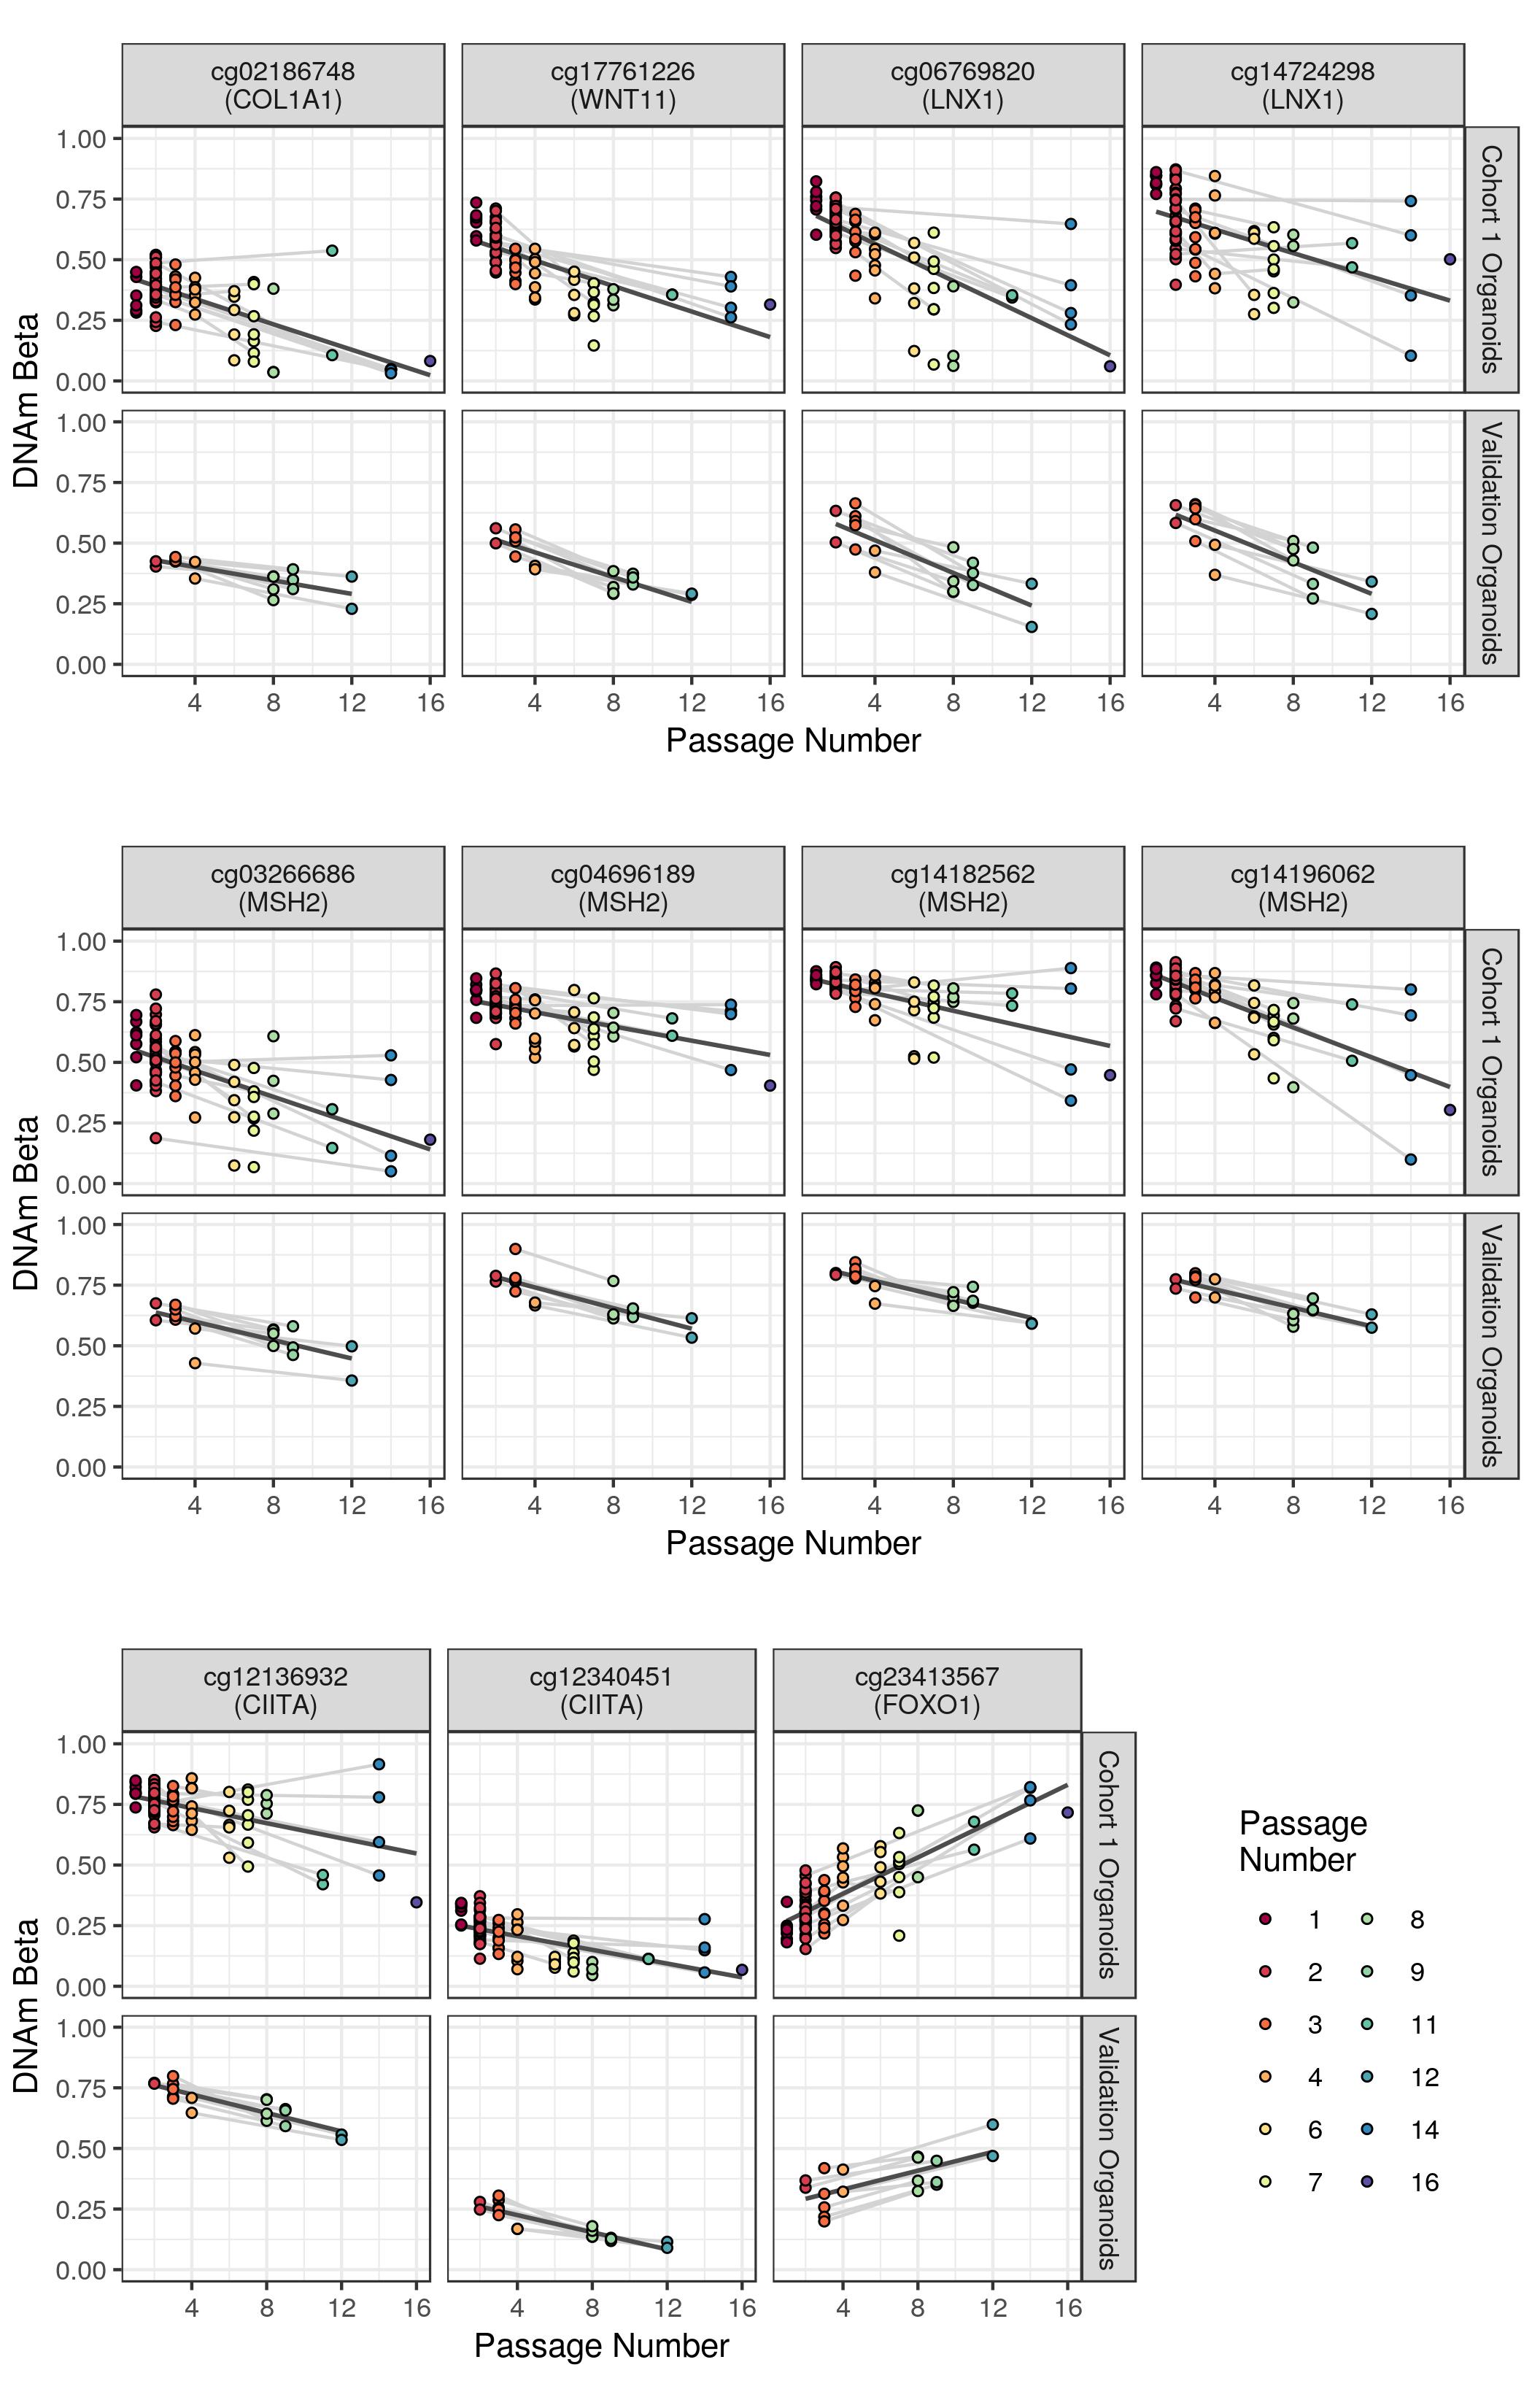 cg02186748
(COL1A1)
cg17761226
(WNT11)
cg06769820
(LNX1)
cg14724298
(LNX1)
DNAm Beta
1.00
0.75
0.50
0.25
0.00
Cohort 1 Organoids
1.00
0.75
0.50
0.25
0.00
Validation Organoids
4 8 12 16
4 8 12 16
4 8 12 16
4 8 12 16
Passage Number
cg03266686
(MSH2)
cg04696189
(MSH2)
cg14182562
(MSH2)
cg14196062
(MSH2)
DNAm Beta
1.00
0.75
0.50
0.25
0.00
Cohort 1 Organoids
1.00
0.75
0.50
0.25
0.00
Validation Organoids
4 8 12 16
4 8 12 16
4 8 12 16
4 8 12 16
Passage Number
cg12136932
(CIITA)
cg12340451
(CIITA)
cg23413567
(FOXO1)
DNAm Beta
1.00
0.75
0.50
0.25
0.00
Cohort 1 Organoids
1.00
0.75
0.50
0.25
0.00
Validation Organoids
4 8 12 16
4 8 12 16
4 8 12 16
Passage Number
Passage
Number
1 8
2 9
3 11
4 12
6 14
7 16